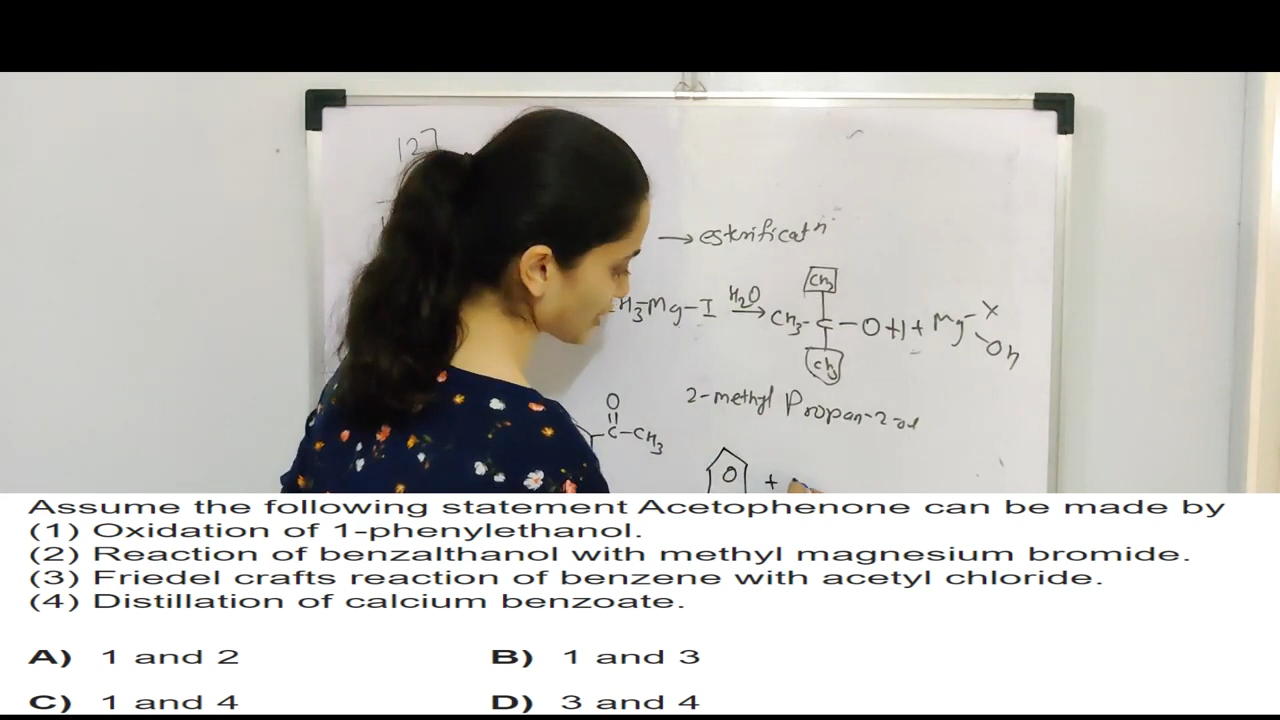 127
→ esterificatn
H₃Mg-I H₂O→ CH₃-C-OH + Mg X OH
CH₃
CH₃
2-methyl Propan-2-ol
O
C-CH₃
O +
Assume the following statement Acetophenone can be made by
(1) Oxidation of 1-phenylethanol.
(2) Reaction of benzalthanol with methyl magnesium bromide.
(3) Friedel crafts reaction of benzene with acetyl chloride.
(4) Distillation of calcium benzoate.
A) 1 and 2 B) 1 and 3
C) 1 and 4 D) 3 and 4